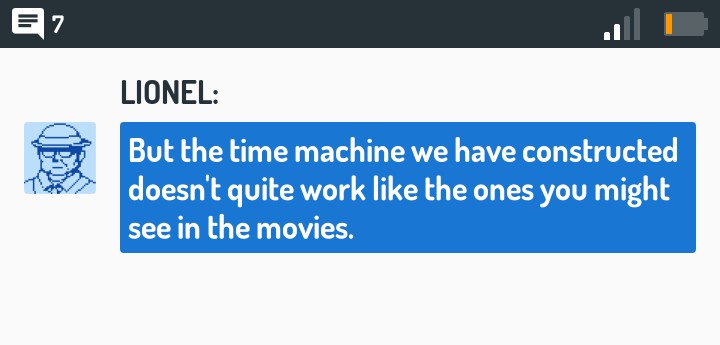 7
LIONEL:
But the time machine we have constructed
doesn't quite work like the ones you might
see in the movies.